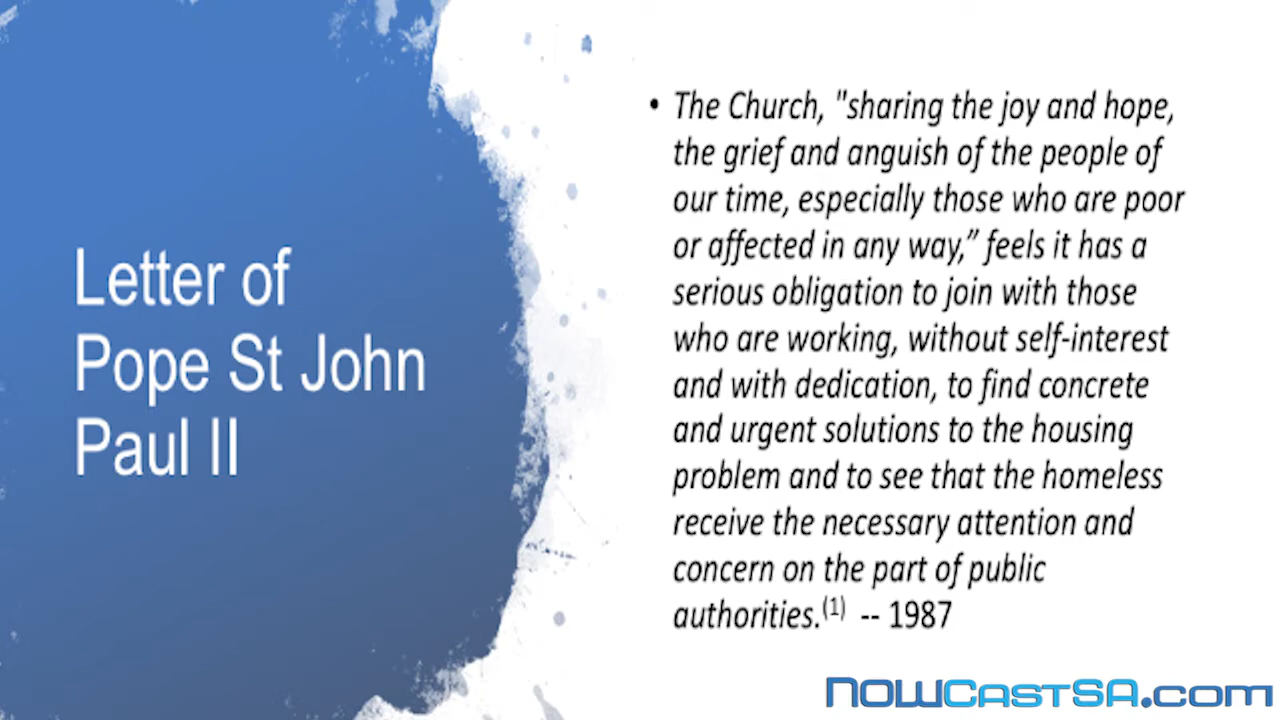 Letter of
Pope St John
Paul II
• The Church, "sharing the joy and hope,
the grief and anguish of the people of
our time, especially those who are poor
or affected in any way,” feels it has a
serious obligation to join with those
who are working, without self-interest
and with dedication, to find concrete
and urgent solutions to the housing
problem and to see that the homeless
receive the necessary attention and
concern on the part of public
authorities.(1) -- 1987
NOWCastSA.com